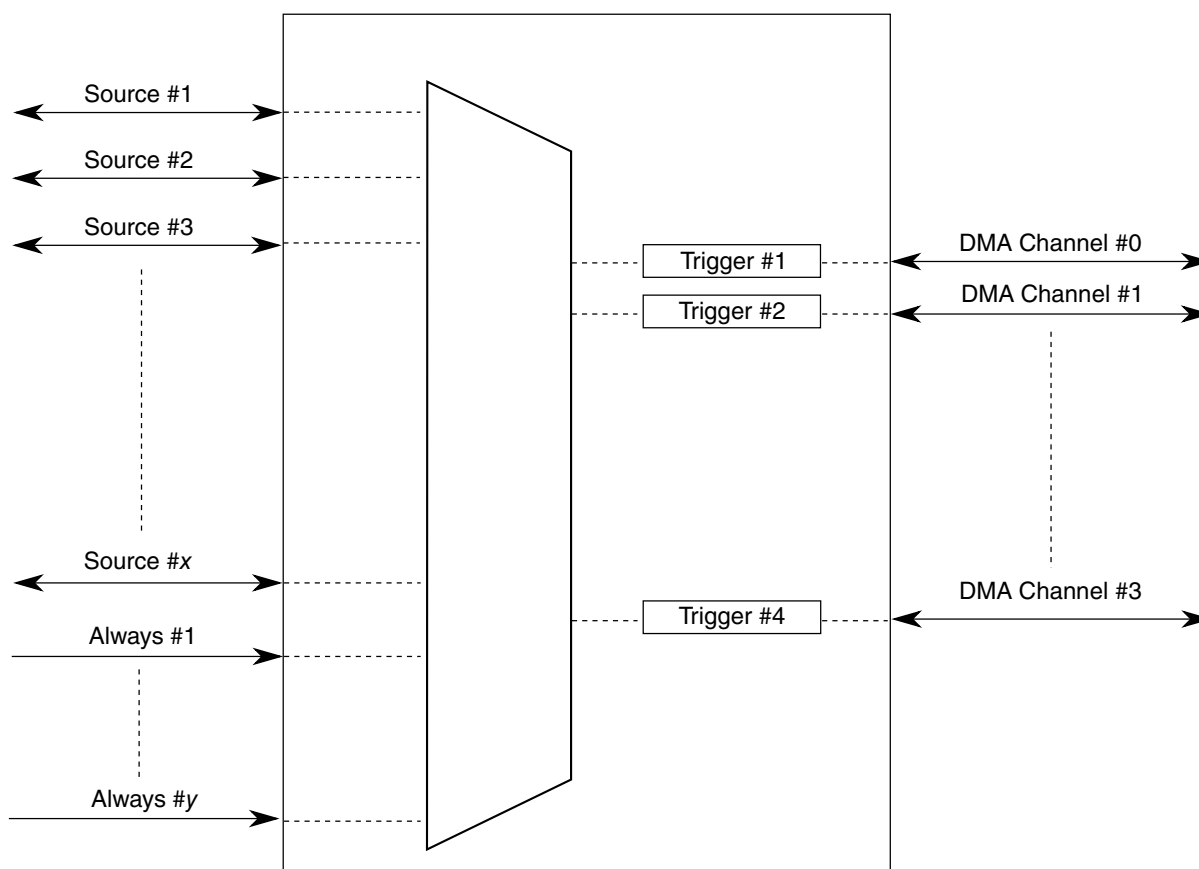 Source #1
Source #2
Source #3
Source #x
Always #1
Always #y
Trigger #1
Trigger #2
Trigger #4
DMA Channel #0
DMA Channel #1
DMA Channel #3